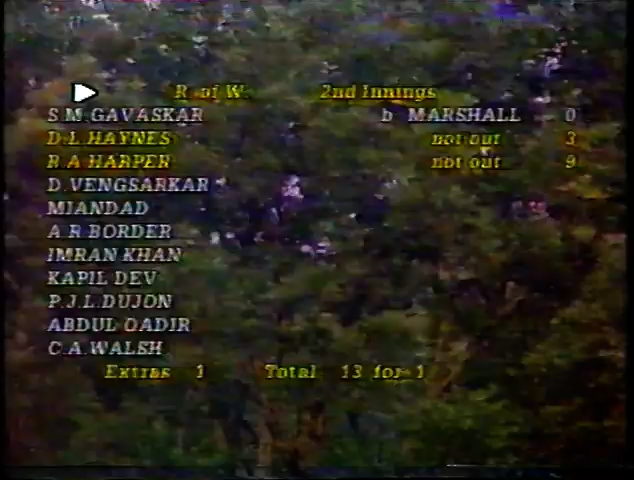 R. of W. 2nd Innings
S.M.GAVASKAR b MARSHALL 0
D.L.HAYNES not out 3
R.A.HARPER not out 9
D.VENGSARKAR
MIANDAD
A.R.BORDER
IMRAN KHAN
KAPIL DEV
P.J.L.DUJON
ABDUL QADIR
C.A.WALSH
Extras 1 Total 13 for 1